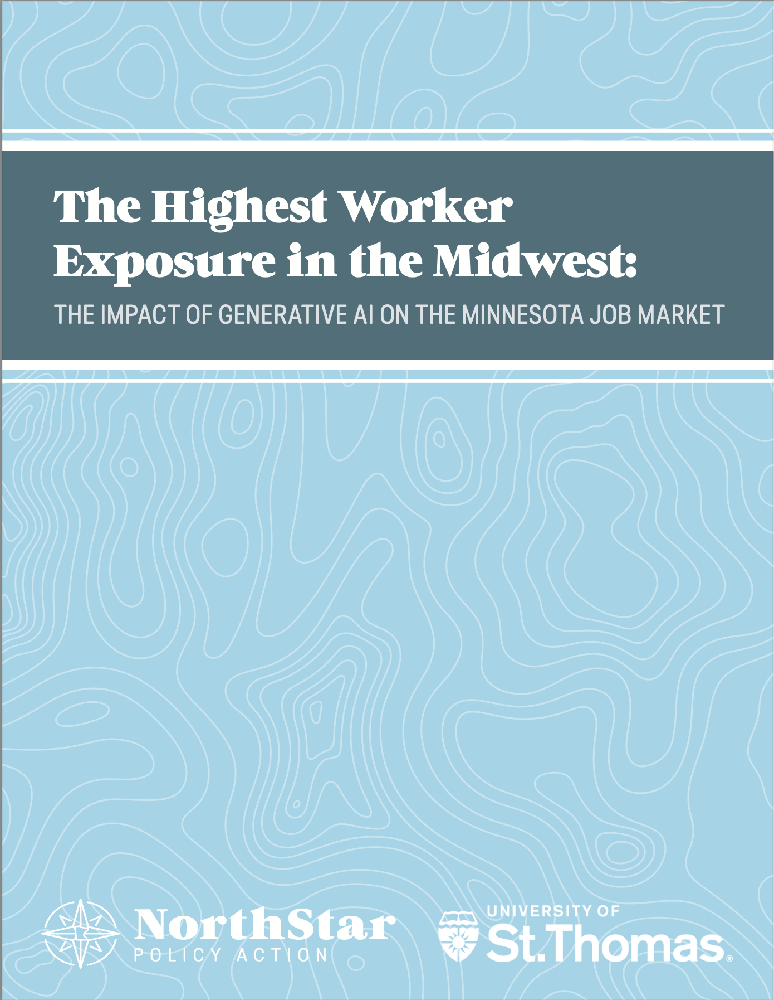 The Highest Worker
Exposure in the Midwest:
THE IMPACT OF GENERATIVE AI ON THE MINNESOTA JOB MARKET
NorthStar
POLICY ACTION
UNIVERSITY OF
St.Thomas®